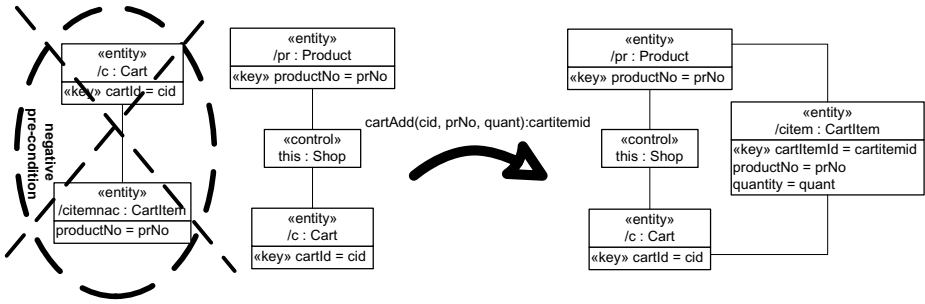 «entity»
/c : Cart
«key» cartId = cid
negative
pre-condition
«entity»
/citemnac : CartItem
productNo = prNo
«entity»
/pr : Product
«key» productNo = prNo
«control»
this : Shop
«entity»
/c : Cart
«key» cartId = cid
cartAdd(cid, prNo, quant):cartitemid
«entity»
/pr : Product
«key» productNo = prNo
«control»
this : Shop
«entity»
/c : Cart
«key» cartId = cid
«entity»
/citem : CartItem
«key» cartItemId = cartitemid
productNo = prNo
quantity = quant